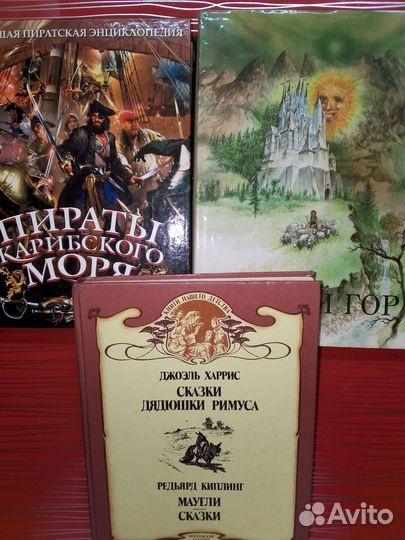 ШАЯ ПИРАТСКАЯ ЭНЦИКЛОПЕДИЯ
ПИРАТЫ
КАРИБСКОГО
МОРЯ
Й ГОР
КНИГИ НАШЕГО ДЕТСТВА
ДЖОЭЛЬ ХАРРИС
СКАЗКИ
ДЯДЮШКИ РИМУСА
РЕДЬЯРД КИПЛИНГ
МАУГЛИ
СКАЗКИ
МОСКОВСКИЙ
Avito